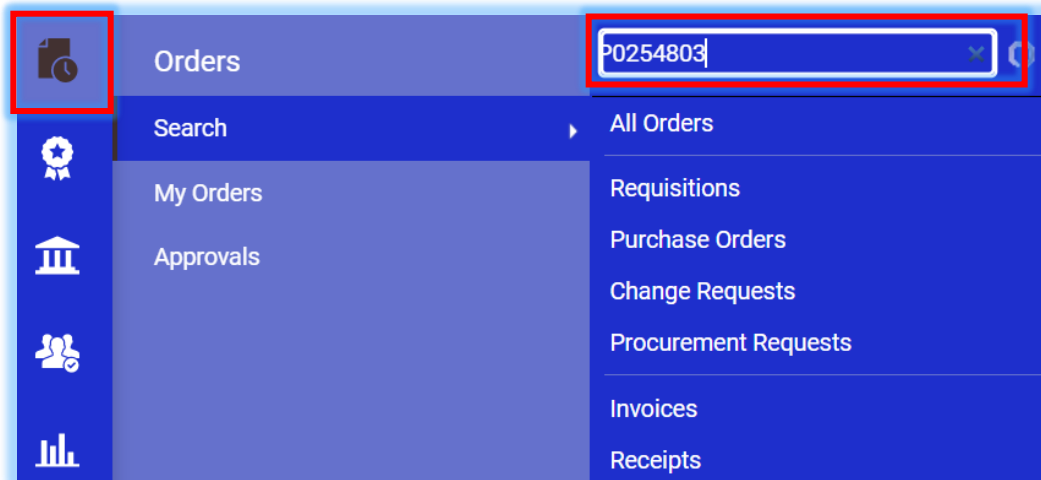 Orders
P0254803
Search
All Orders
My Orders
Requisitions
Approvals
Purchase Orders
Change Requests
Procurement Requests
Invoices
Receipts